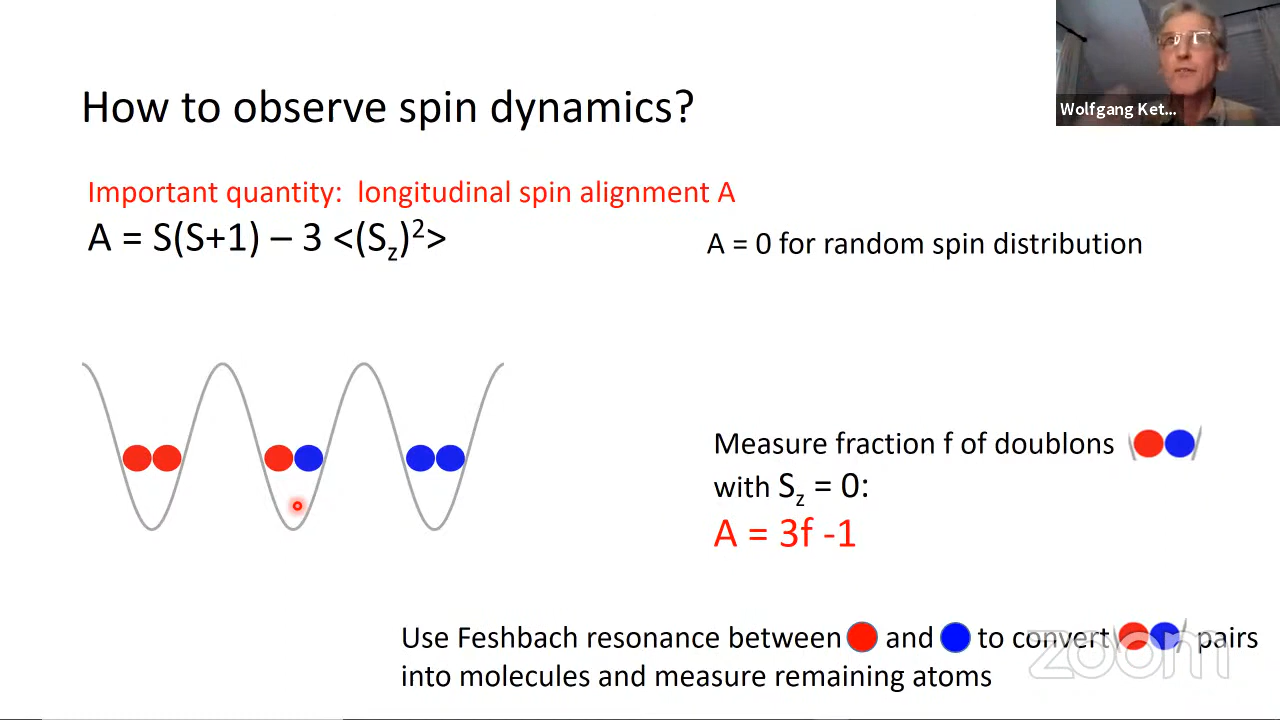 How to observe spin dynamics?
Wolfgang Ket...
Important quantity: longitudinal spin alignment A
A = S(S+1) – 3 <(Sz)2>
A = 0 for random spin distribution
Measure fraction f of doublons
with Sz = 0:
A = 3f -1
Use Feshbach resonance between and to convert pairs
into molecules and measure remaining atoms
zoom